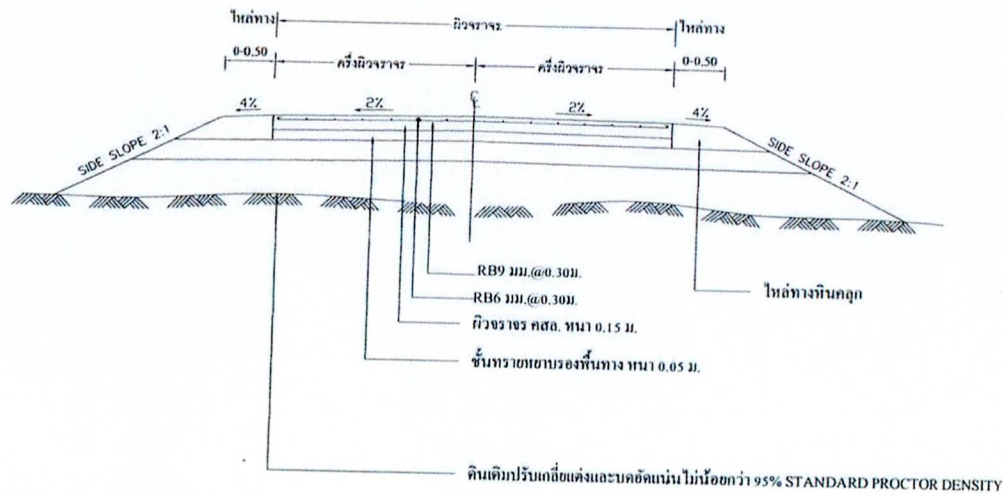 ไหล่ทาง
ผิวจราจร
ไหล่ทาง
0-0.50
ครึ่งผิวจราจร
ครึ่งผิวจราจร
0-0.50
4%
2%
℄
2%
4%
SIDE SLOPE 2:1
SIDE SLOPE 2:1
RB9 มม.@0.30ม.
RB6 มม.@0.30ม.
ไหล่ทางหินคลุก
ผิวจราจร คสล. หนา 0.15 ม.
ชั้นทรายหยาบรองพื้นทาง หนา 0.05 ม.
ดินเดิมปรับเกลี่ยแต่งและบดอัดแน่นไม่น้อยกว่า 95% STANDARD PROCTOR DENSITY